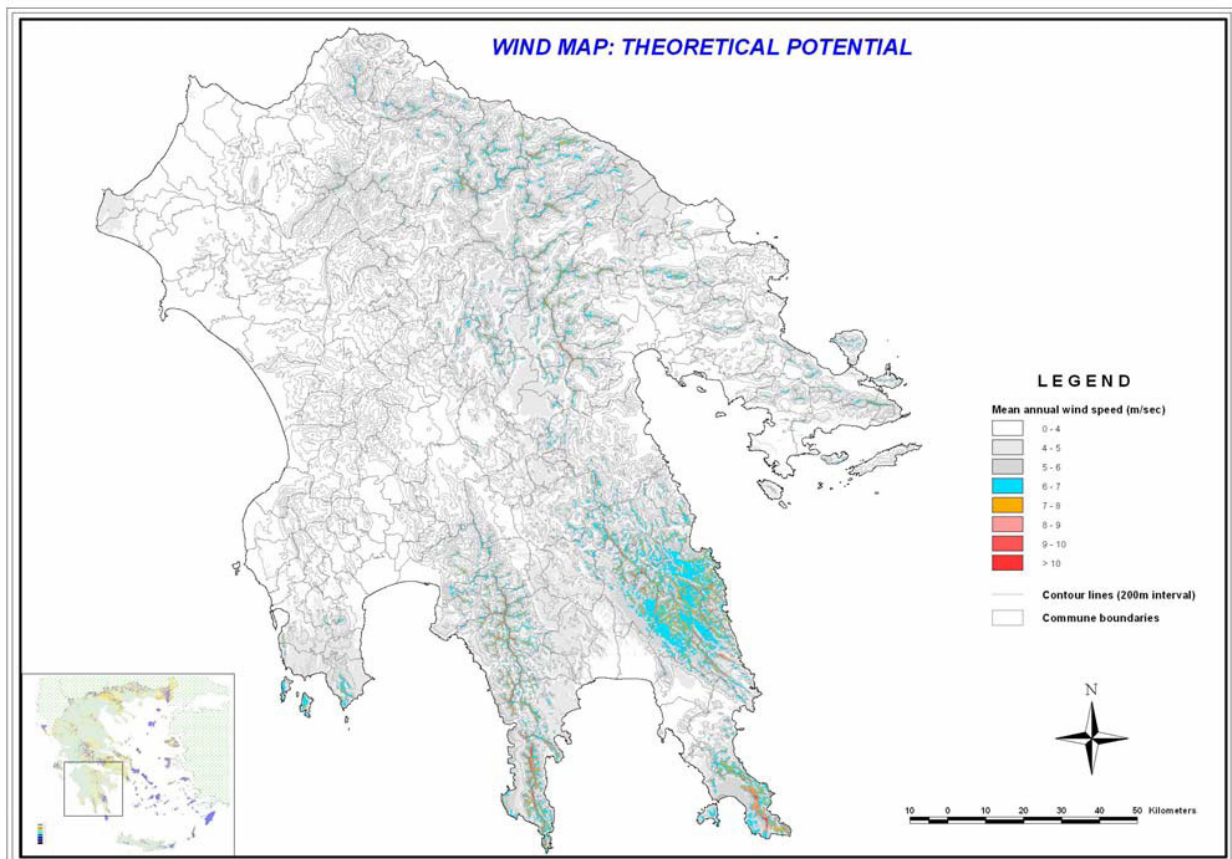 WIND MAP: THEORETICAL POTENTIAL
LEGEND
Mean annual wind speed (m/sec)
0 - 4
4 - 5
5 - 6
6 - 7
7 - 8
8 - 9
9 - 10
> 10
Contour lines (200m interval)
Commune boundaries
N
10 0 10 20 30 40 50 Kilometers